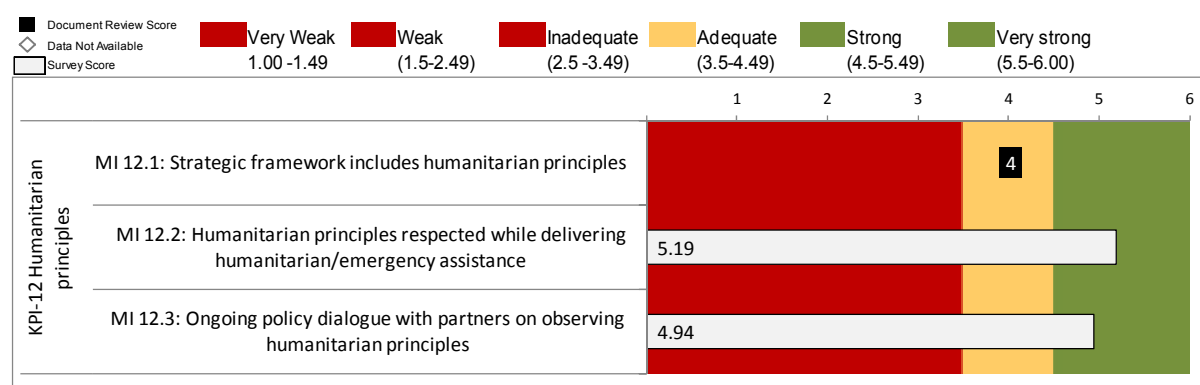 Document Review Score
Data Not Available
Survey Score
Very Weak
1.00 -1.49
Weak
(1.5-2.49)
Inadequate
(2.5 -3.49)
Adequate
(3.5-4.49)
Strong
(4.5-5.49)
Very strong
(5.5-6.00)
1 2 3 4 5 6
KPI-12 Humanitarian
principles
MI 12.1: Strategic framework includes humanitarian principles
4
MI 12.2: Humanitarian principles respected while delivering
humanitarian/emergency assistance
5.19
MI 12.3: Ongoing policy dialogue with partners on observing
humanitarian principles
4.94